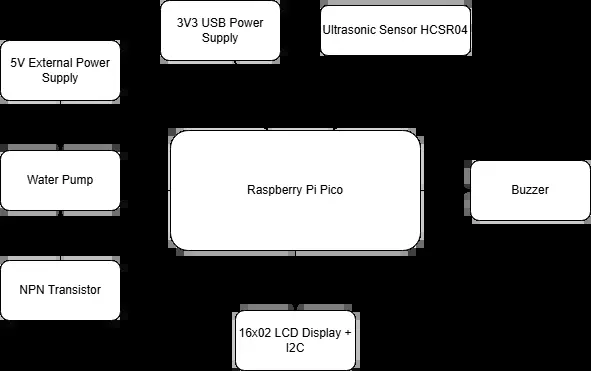 3V3 USB Power
Supply
Ultrasonic Sensor HCSR04
5V External Power
Supply
Water Pump
Raspberry Pi Pico
Buzzer
NPN Transistor
16x02 LCD Display +
I2C